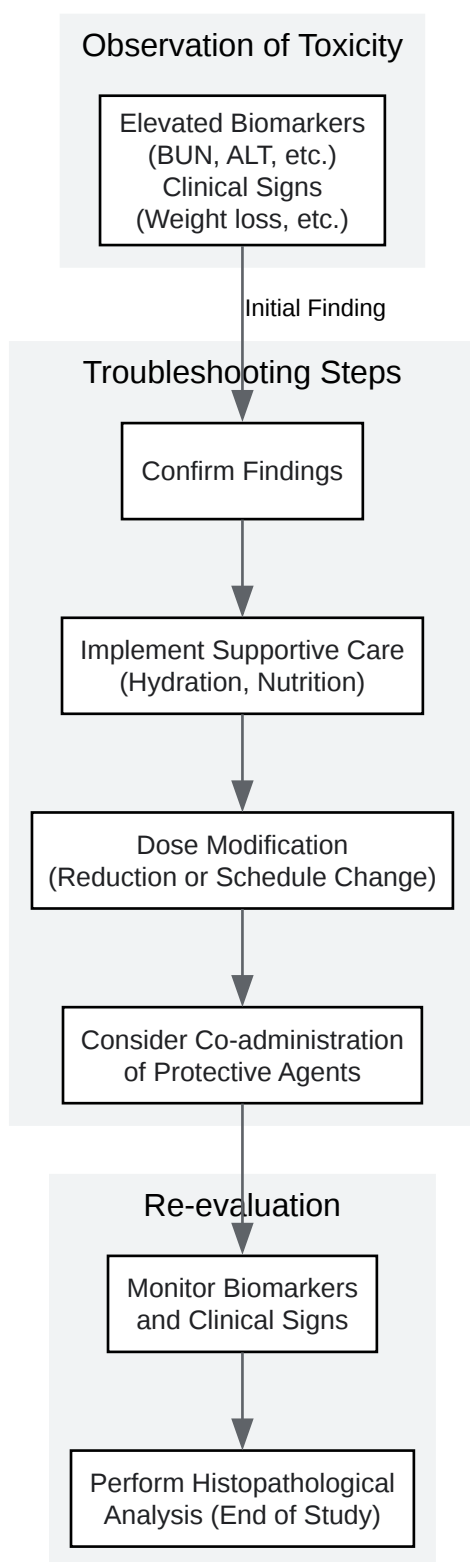 Observation of Toxicity
Elevated Biomarkers
(BUN, ALT, etc.)
Clinical Signs
(Weight loss, etc.)
Initial Finding
Troubleshooting Steps
Confirm Findings
Implement Supportive Care
(Hydration, Nutrition)
Dose Modification
(Reduction or Schedule Change)
Consider Co-administration
of Protective Agents
Re-evaluation
Monitor Biomarkers
and Clinical Signs
Perform Histopathological
Analysis (End of Study)